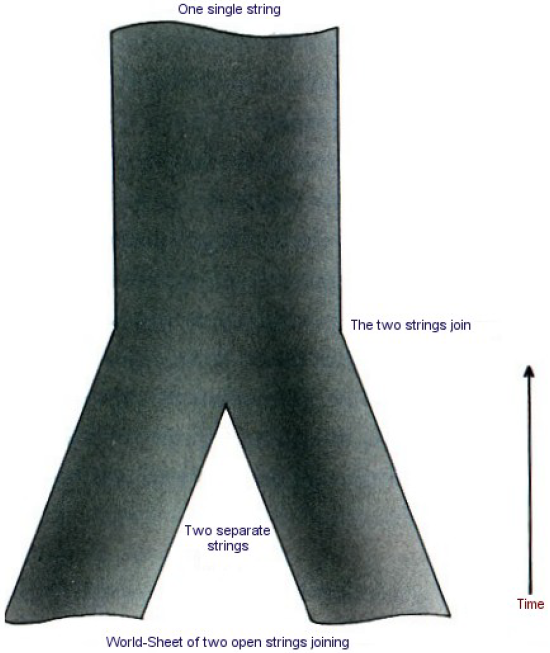 One single string
The two strings join
Two separate
strings
Time
World-Sheet of two open strings joining